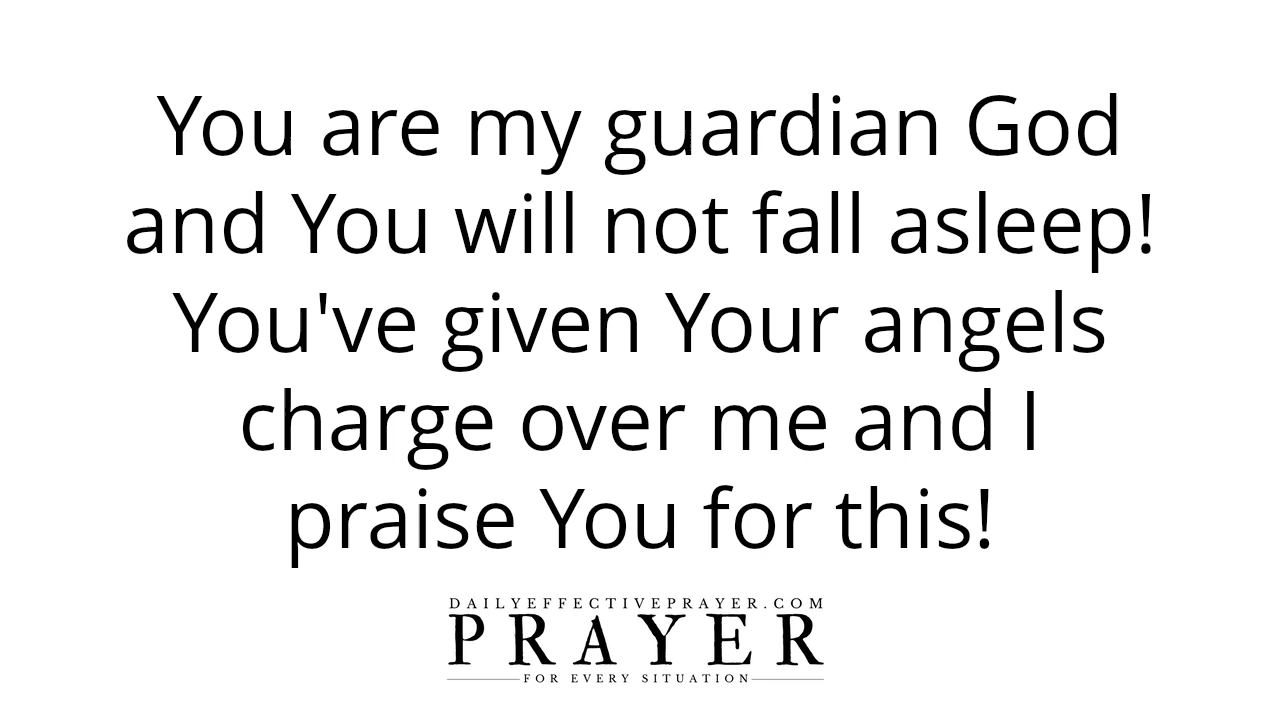 You are my guardian God
and You will not fall asleep!
You've given Your angels
charge over me and I
praise You for this!
DAILYEFFECTIVEPRAYER.COM
PRAYER
FOR EVERY SITUATION